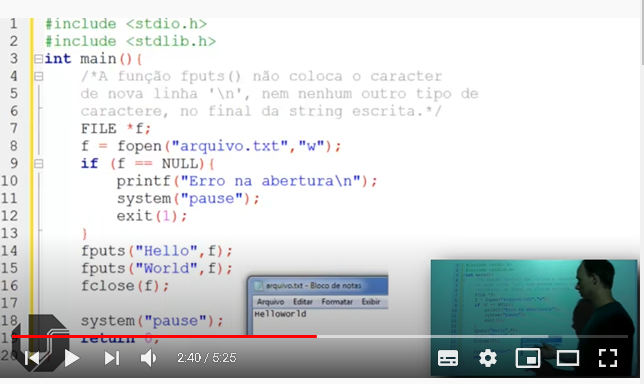 1 #include <stdio.h>
2 #include <stdlib.h>
3 int main(){
4 /*A função fputs() não coloca o caracter
5 de nova linha '\n', nem nenhum outro tipo de
6 caractere, no final da string escrita.*/
7 FILE *f;
8 f = fopen("arquivo.txt","w");
9 if (f == NULL){
10 printf("Erro na abertura\n");
11 system("pause");
12 exit(1);
13 }
14 fputs("Hello",f);
15 fputs("World",f);
16 fclose(f);
17
18 system("pause");
19 return 0;
20
arquivo.txt - Bloco de notas
Arquivo Editar Formatar Exibir
HelloWorld
2:40 / 5:25